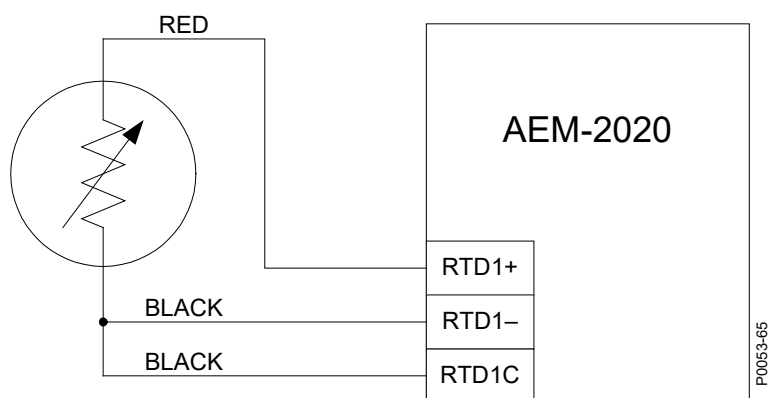 RED
AEM-2020
RTD1+
BLACK
RTD1–
BLACK
RTD1C
P0053-65